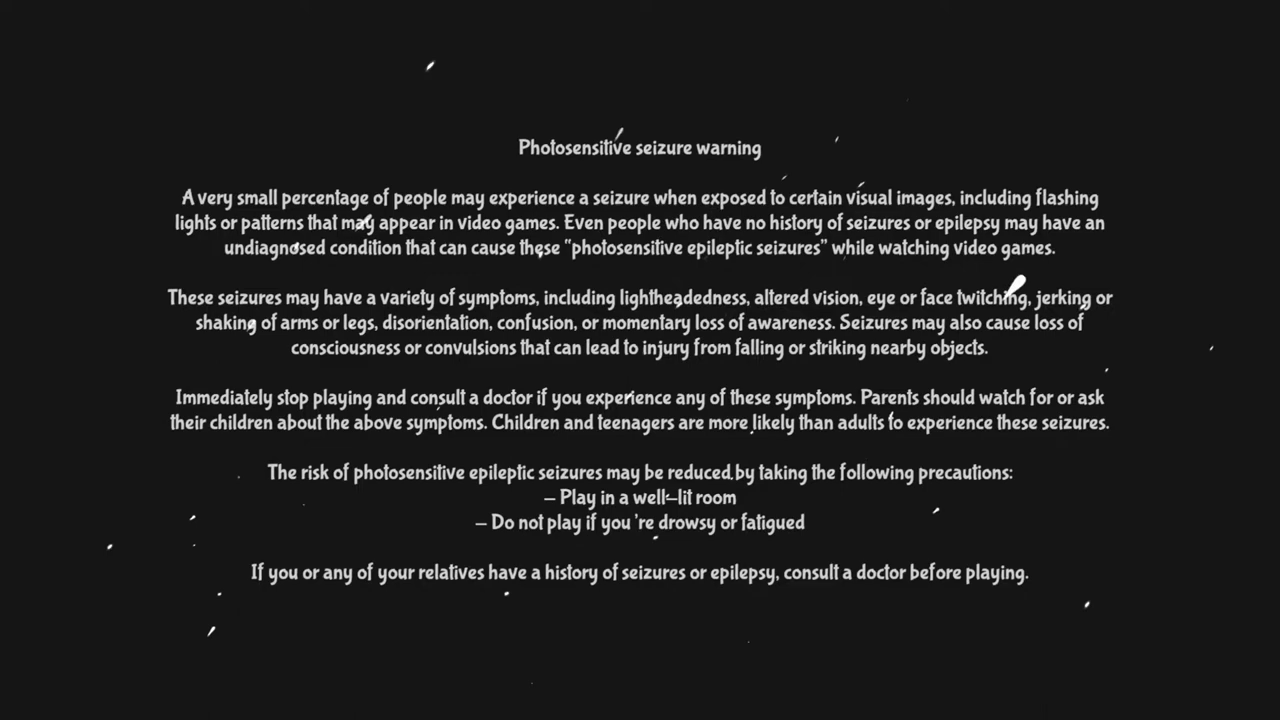 Photosensitive seizure warning
A very small percentage of people may experience a seizure when exposed to certain visual images, including flashing
lights or patterns that may appear in video games. Even people who have no history of seizures or epilepsy may have an
undiagnosed condition that can cause these “photosensitive epileptic seizures” while watching video games.
These seizures may have a variety of symptoms, including lightheadedness, altered vision, eye or face twitching, jerking or
shaking of arms or legs, disorientation, confusion, or momentary loss of awareness. Seizures may also cause loss of
consciousness or convulsions that can lead to injury from falling or striking nearby objects.
Immediately stop playing and consult a doctor if you experience any of these symptoms. Parents should watch for or ask
their children about the above symptoms. Children and teenagers are more likely than adults to experience these seizures.
The risk of photosensitive epileptic seizures may be reduced by taking the following precautions:
– Play in a well–lit room
– Do not play if you 're drowsy or fatigued
If you or any of your relatives have a history of seizures or epilepsy, consult a doctor before playing.